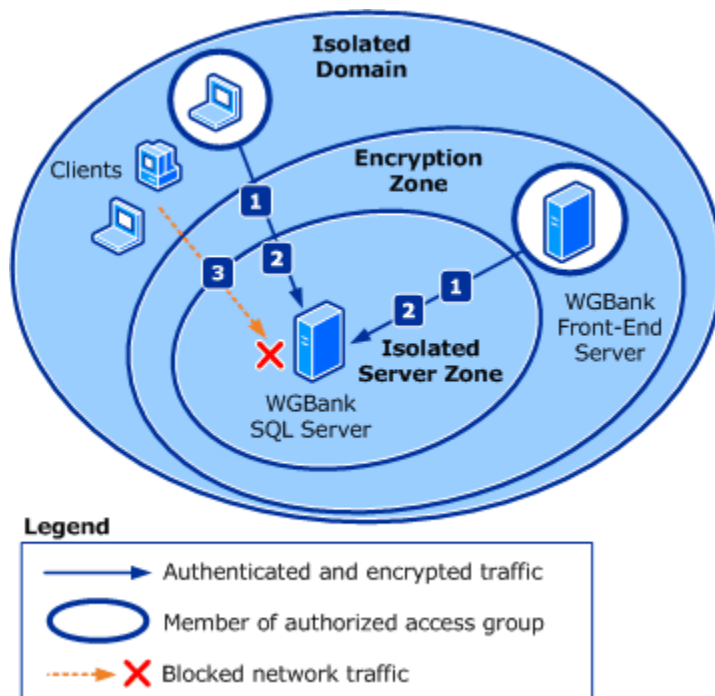 Isolated
Domain
Clients
Encryption
Zone
1
2
3
1
2
WGBank
Front-End
Server
Isolated
Server Zone
WGBank
SQL Server
Legend
Authenticated and encrypted traffic
Member of authorized access group
Blocked network traffic